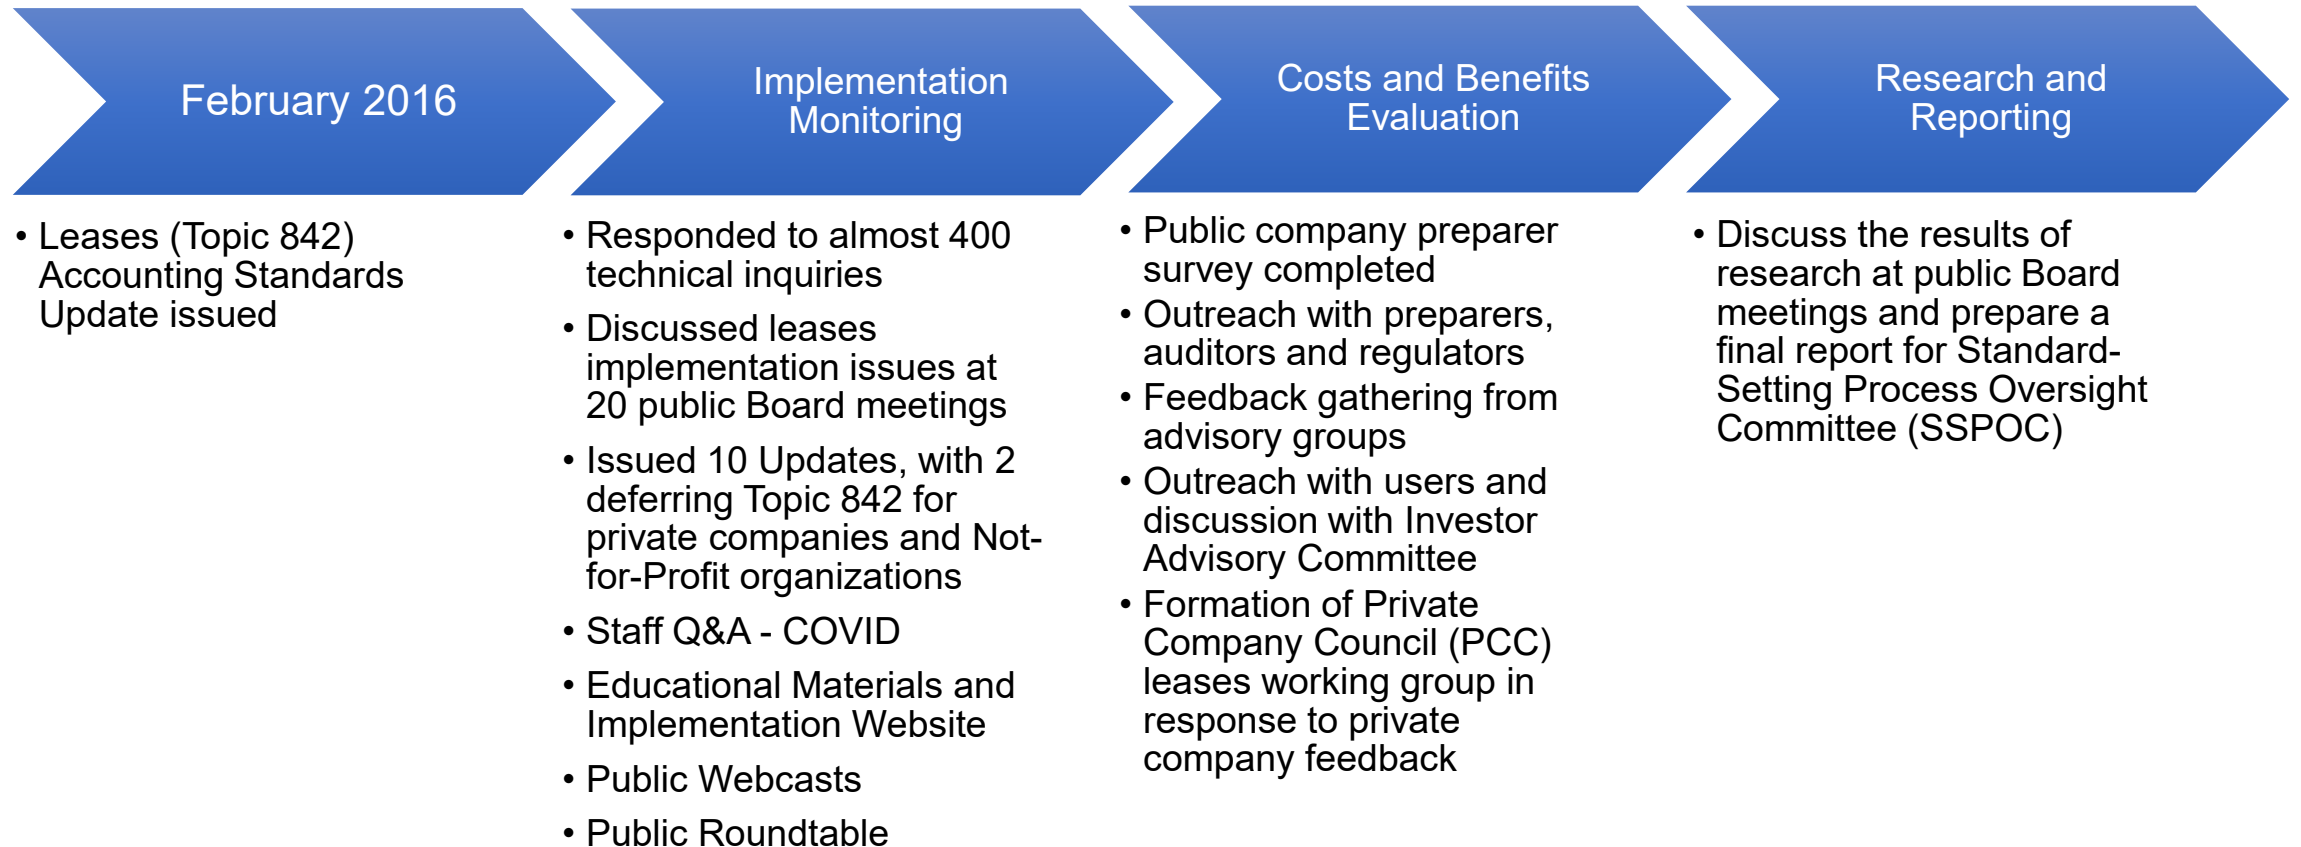 February 2016
• Leases (Topic 842)
Accounting Standards
Update issued
Implementation
Monitoring
• Responded to almost 400
technical inquiries
• Discussed leases
implementation issues at
20 public Board meetings
• Issued 10 Updates, with 2
deferring Topic 842 for
private companies and Not-
for-Profit organizations
• Staff Q&A - COVID
• Educational Materials and
Implementation Website
• Public Webcasts
• Public Roundtable
Costs and Benefits
Evaluation
• Public company preparer
survey completed
• Outreach with preparers,
auditors and regulators
• Feedback gathering from
advisory groups
• Outreach with users and
discussion with Investor
Advisory Committee
• Formation of Private
Company Council (PCC)
leases working group in
response to private
company feedback
Research and
Reporting
• Discuss the results of
research at public Board
meetings and prepare a
final report for Standard-
Setting Process Oversight
Committee (SSPOC)